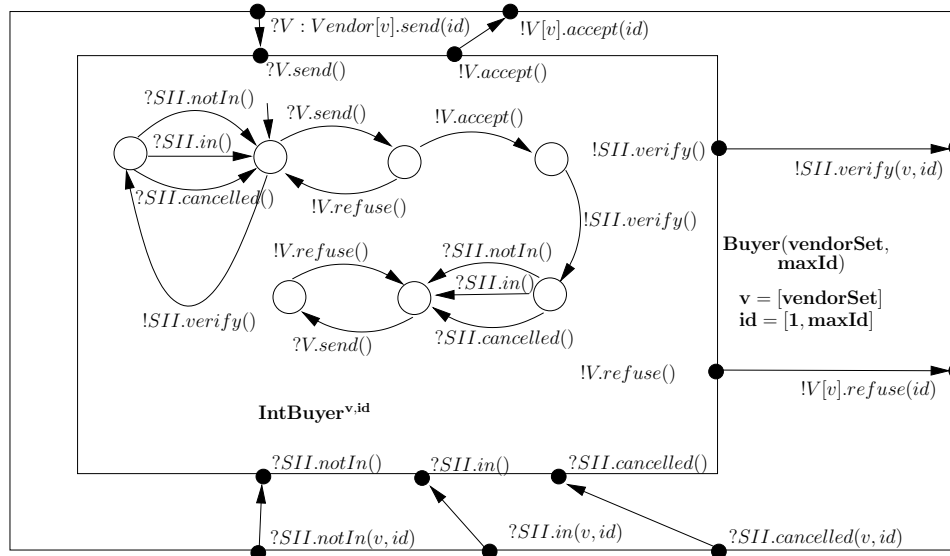 ?V : Vendor[v].send(id)
!V[v].accept(id)
?V.send()
!V.accept()
?SII.notIn()
?V.send()
!V.accept()
?SII.in()
!SII.verify()
?SII.cancelled()
!SII.verify(v, id)
!V.refuse()
!SII.verify()
!V.refuse()
?SII.notIn()
Buyer(vendorSet,
maxId)
?SII.in()
v = [vendorSet]
id = [1, maxId]
!SII.verify()
?V.send()
?SII.cancelled()
!V.refuse()
!V[v].refuse(id)
IntBuyer^v,id
?SII.notIn()
?SII.in()
?SII.cancelled()
?SII.notIn(v, id)
?SII.in(v, id)
?SII.cancelled(v, id)